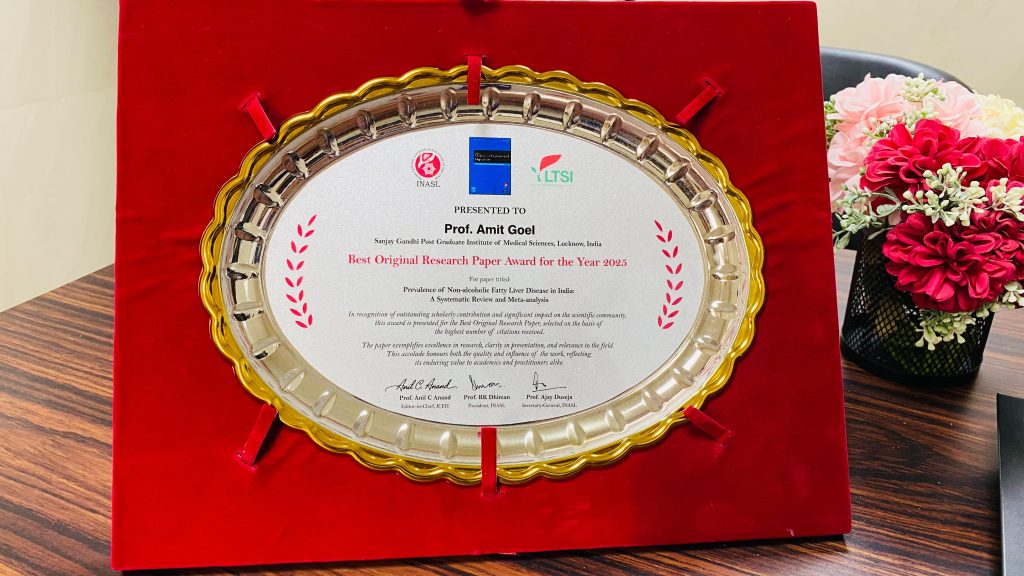 INASL
LTSI
PRESENTED TO
Prof. Amit Goel
Sanjay Gandhi Post Graduate Institute of Medical Sciences, Lucknow, India
Best Original Research Paper Award for the Year 2025
For paper titled:
Prevalence of Non-alcoholic Fatty Liver Disease in India:
A Systematic Review and Meta-analysis
In recognition of outstanding scholarly contribution and significant impact on the scientific community,
this award is presented for the Best Original Research Paper, selected on the basis of
the highest number of citations received.
The paper exemplifies excellence in research, clarity in presentation, and relevance to the field.
This accolade honours both the quality and influence of the work, reflecting
its enduring value to academics and practitioners alike.
Anil C. Anand
Prof. Anil C Anand Prof. RK Dhiman Prof. Ajay Duseja
Editor-in-Chief, JCEH President, INASL Secretary-General, INASL